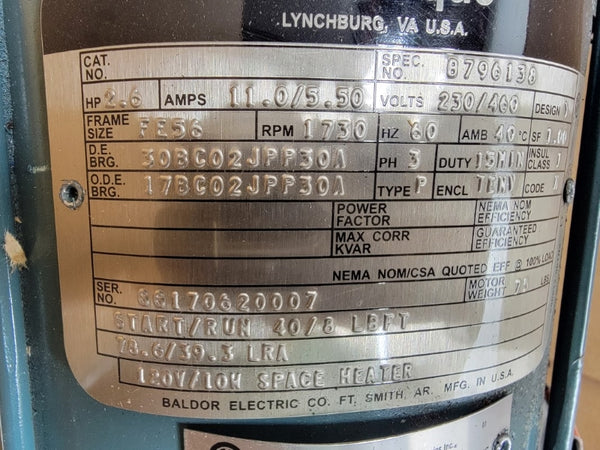 LYNCHBURG, VA U.S.A.
CAT. NO. SPEC. NO. B79G138
HP 2.6 AMPS 11.0/5.50 VOLTS 230/460 DESIGN
FRAME SIZE FE56 RPM 1730 HZ 60 AMB 40 °C SF 1.00
D.E. BRG. 30BC02JPP30A PH 3 DUTY 15MIN INSUL CLASS
O.D.E. BRG. 17BC02JPP30A TYPE P ENCL TENV CODE
POWER FACTOR NEMA NOM EFFICIENCY
MAX CORR KVAR GUARANTEED EFFICIENCY
NEMA NOM/CSA QUOTED EFF @ 100% LOAD
SER. NO. MOTOR WEIGHT LBS
START/RUN 40/8 LBFT
78.6/39.3 LRA
SPACE HEATER
BALDOR ELECTRIC CO. FT. SMITH, AR. MFG. IN U.S.A.